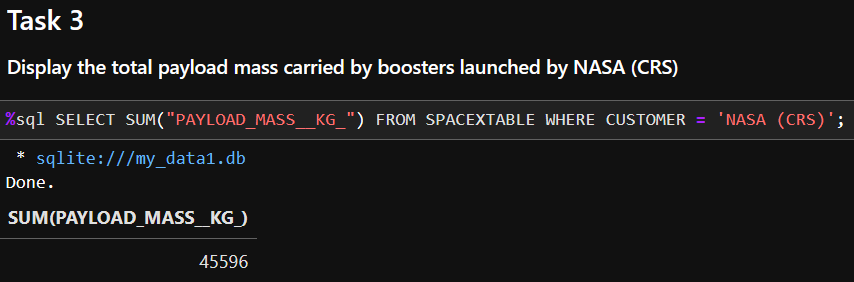 Task 3
Display the total payload mass carried by boosters launched by NASA (CRS)
%sql SELECT SUM("PAYLOAD_MASS__KG_") FROM SPACEXTABLE WHERE CUSTOMER = 'NASA (CRS)';
* sqlite:///my_data1.db
Done.
SUM(PAYLOAD_MASS__KG_)
45596